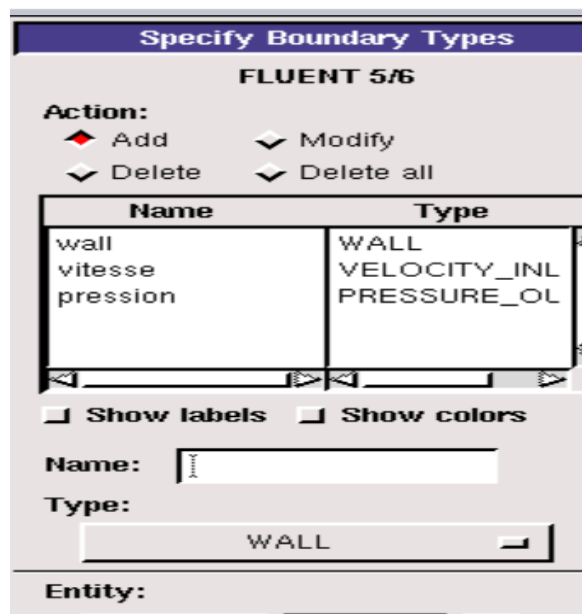 Specify Boundary Types
FLUENT 5/6
Action:
Add Modify
Delete Delete all
Name Type
wall WALL
vitesse VELOCITY_INL
pression PRESSURE_OL
Show labels Show colors
Name:
Type:
WALL
Entity: